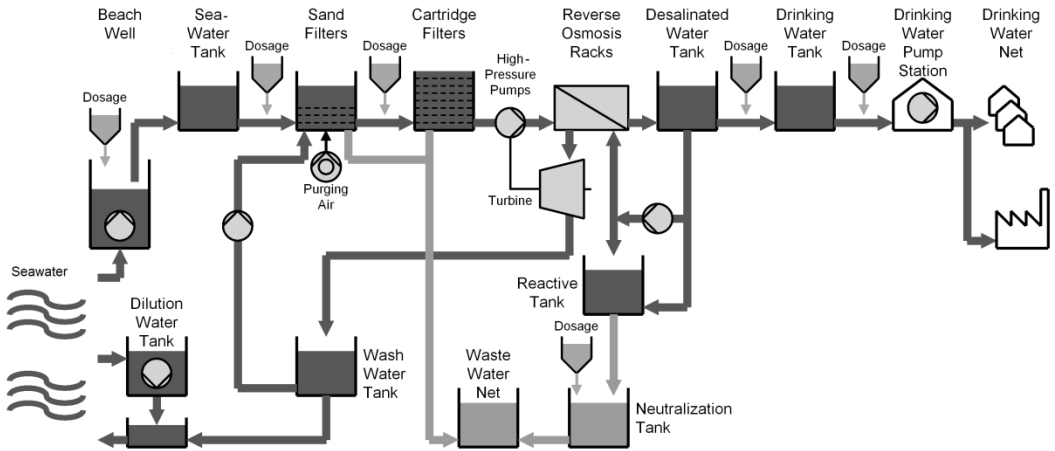 Beach
Well
Sea-
Water
Tank
Sand
Filters
Cartridge
Filters
Reverse
Osmosis
Racks
Desalinated
Water
Tank
Drinking
Water
Tank
Drinking
Water
Pump
Station
Drinking
Water
Net
Dosage
Dosage
Dosage
High-
Pressure
Pumps
Dosage
Dosage
Purging
Air
Turbine
Seawater
Reactive
Tank
Dilution
Water
Tank
Dosage
Wash
Water
Tank
Waste
Water
Net
Neutralization
Tank